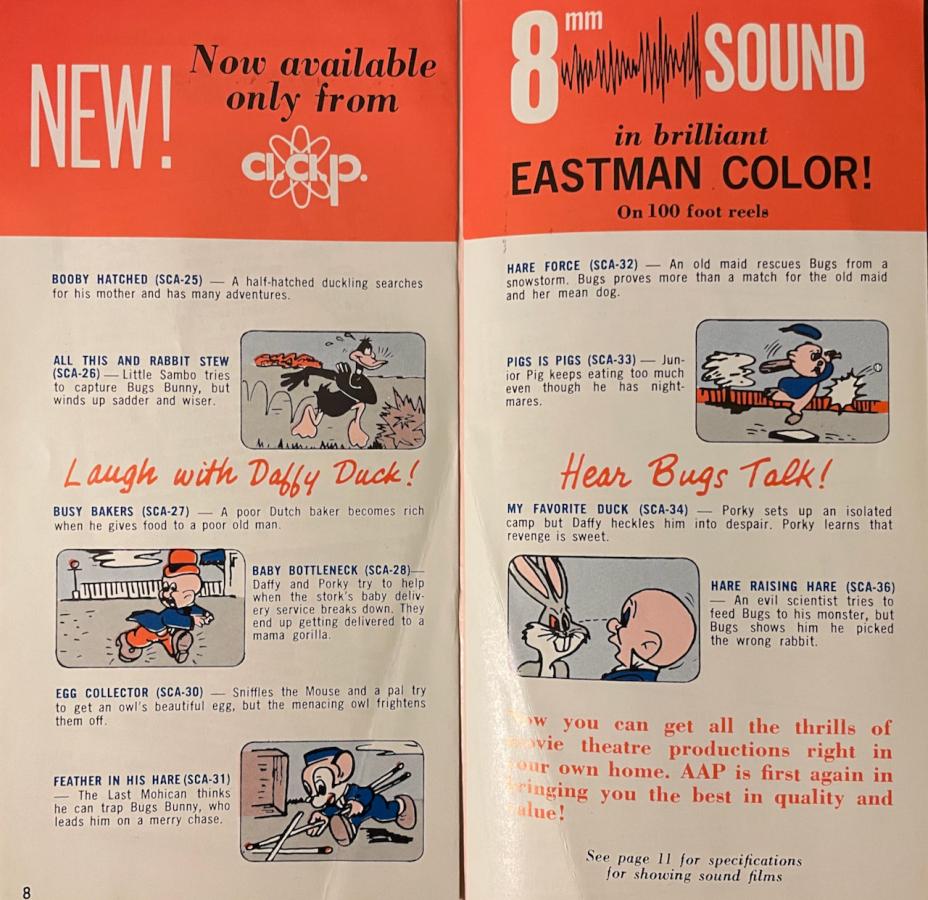 NEW!
Now available
only from
a.a.p.
BOOBY HATCHED (SCA-25) — A half-hatched duckling searches
for his mother and has many adventures.
ALL THIS AND RABBIT STEW
(SCA-26) — Little Sambo tries
to capture Bugs Bunny, but
winds up sadder and wiser.
Laugh with Daffy Duck!
BUSY BAKERS (SCA-27) — A poor Dutch baker becomes rich
when he gives food to a poor old man.
BABY BOTTLENECK (SCA-28)—
Daffy and Porky try to help
when the stork's baby deliv-
ery service breaks down. They
end up getting delivered to a
mama gorilla.
EGG COLLECTOR (SCA-30) — Sniffles the Mouse and a pal try
to get an owl's beautiful egg, but the menacing owl frightens
them off.
FEATHER IN HIS HARE (SCA-31)
— The Last Mohican thinks
he can trap Bugs Bunny, who
leads him on a merry chase.
8
8mm SOUND
in brilliant
EASTMAN COLOR!
On 100 foot reels
HARE FORCE (SCA-32) — An old maid rescues Bugs from a
snowstorm. Bugs proves more than a match for the old maid
and her mean dog.
PIGS IS PIGS (SCA-33) — Jun-
ior Pig keeps eating too much
even though he has night-
mares.
Hear Bugs Talk!
MY FAVORITE DUCK (SCA-34) — Porky sets up an isolated
camp but Daffy heckles him into despair. Porky learns that
revenge is sweet.
HARE RAISING HARE (SCA-36)
— An evil scientist tries to
feed Bugs to his monster, but
Bugs shows him he picked
the wrong rabbit.
Now you can get all the thrills of
movie theatre productions right in
your own home. AAP is first again in
bringing you the best in quality and
value!
See page 11 for specifications
for showing sound films